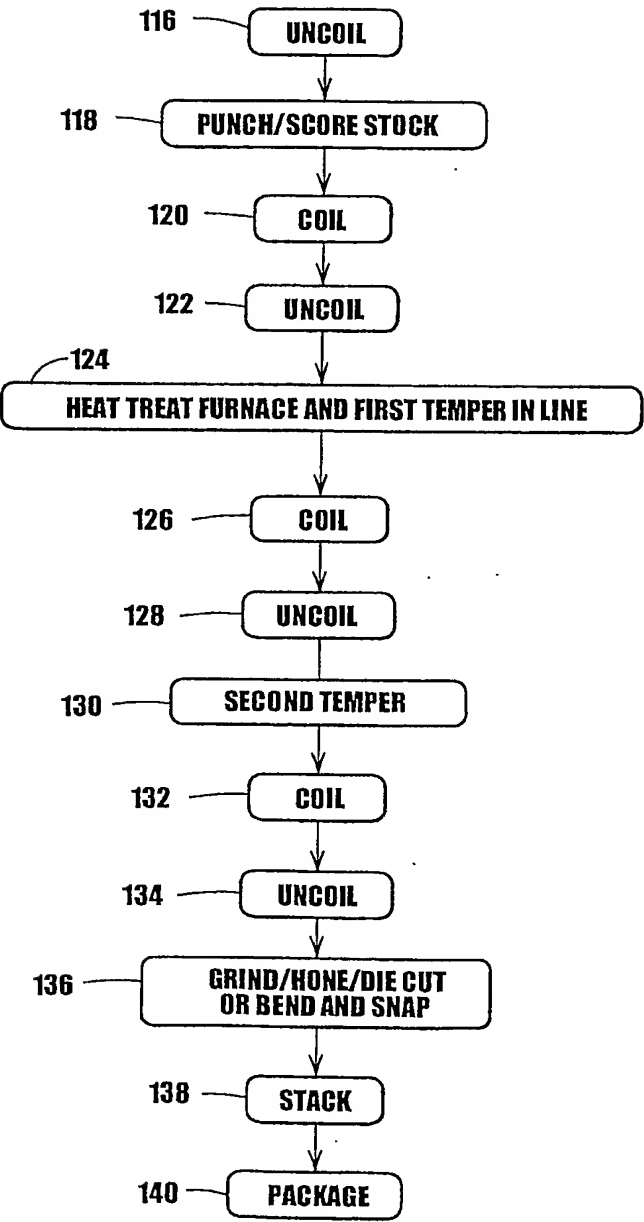 116 UNCOIL
118 PUNCH/SCORE STOCK
120 COIL
122 UNCOIL
124
HEAT TREAT FURNACE AND FIRST TEMPER IN LINE
126 COIL
128 UNCOIL
130 SECOND TEMPER
132 COIL
134 UNCOIL
136 GRIND/HONE/DIE CUT
OR BEND AND SNAP
138 STACK
140 PACKAGE